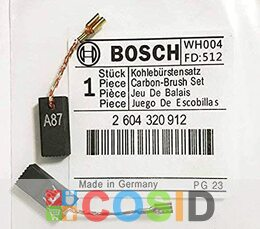 BOSCH
WH004
FD:512
1
Stück Kohlebürstensatz
Piece Carbon-Brush Set
Pièce Jeu De Balais
Pieza Juego De Escobillas
2 604 320 912
Made in Germany
PG 23
A87
COSID